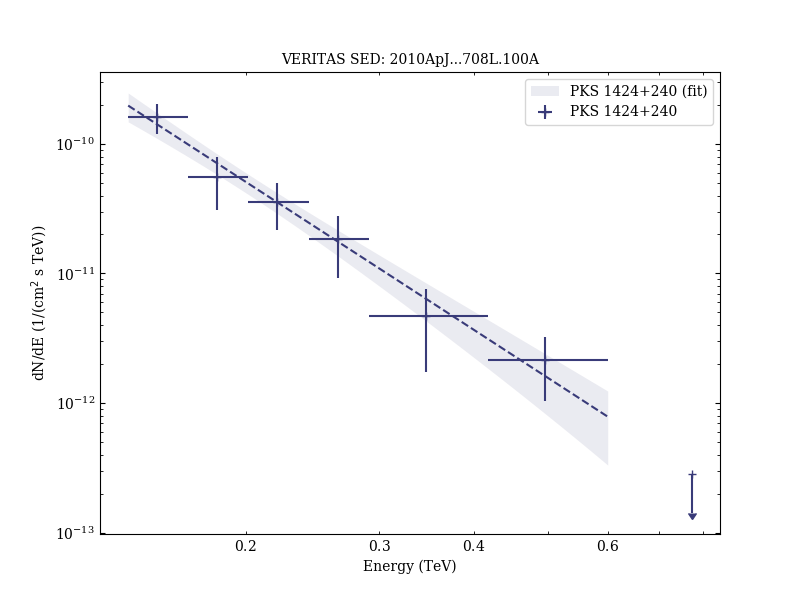 VERITAS SED: 2010ApJ...708L.100A
PKS 1424+240 (fit)
PKS 1424+240
dN/dE (1/(cm² s TeV))
10⁻¹⁰
10⁻¹¹
10⁻¹²
10⁻¹³
0.2 0.3 0.4 0.6
Energy (TeV)